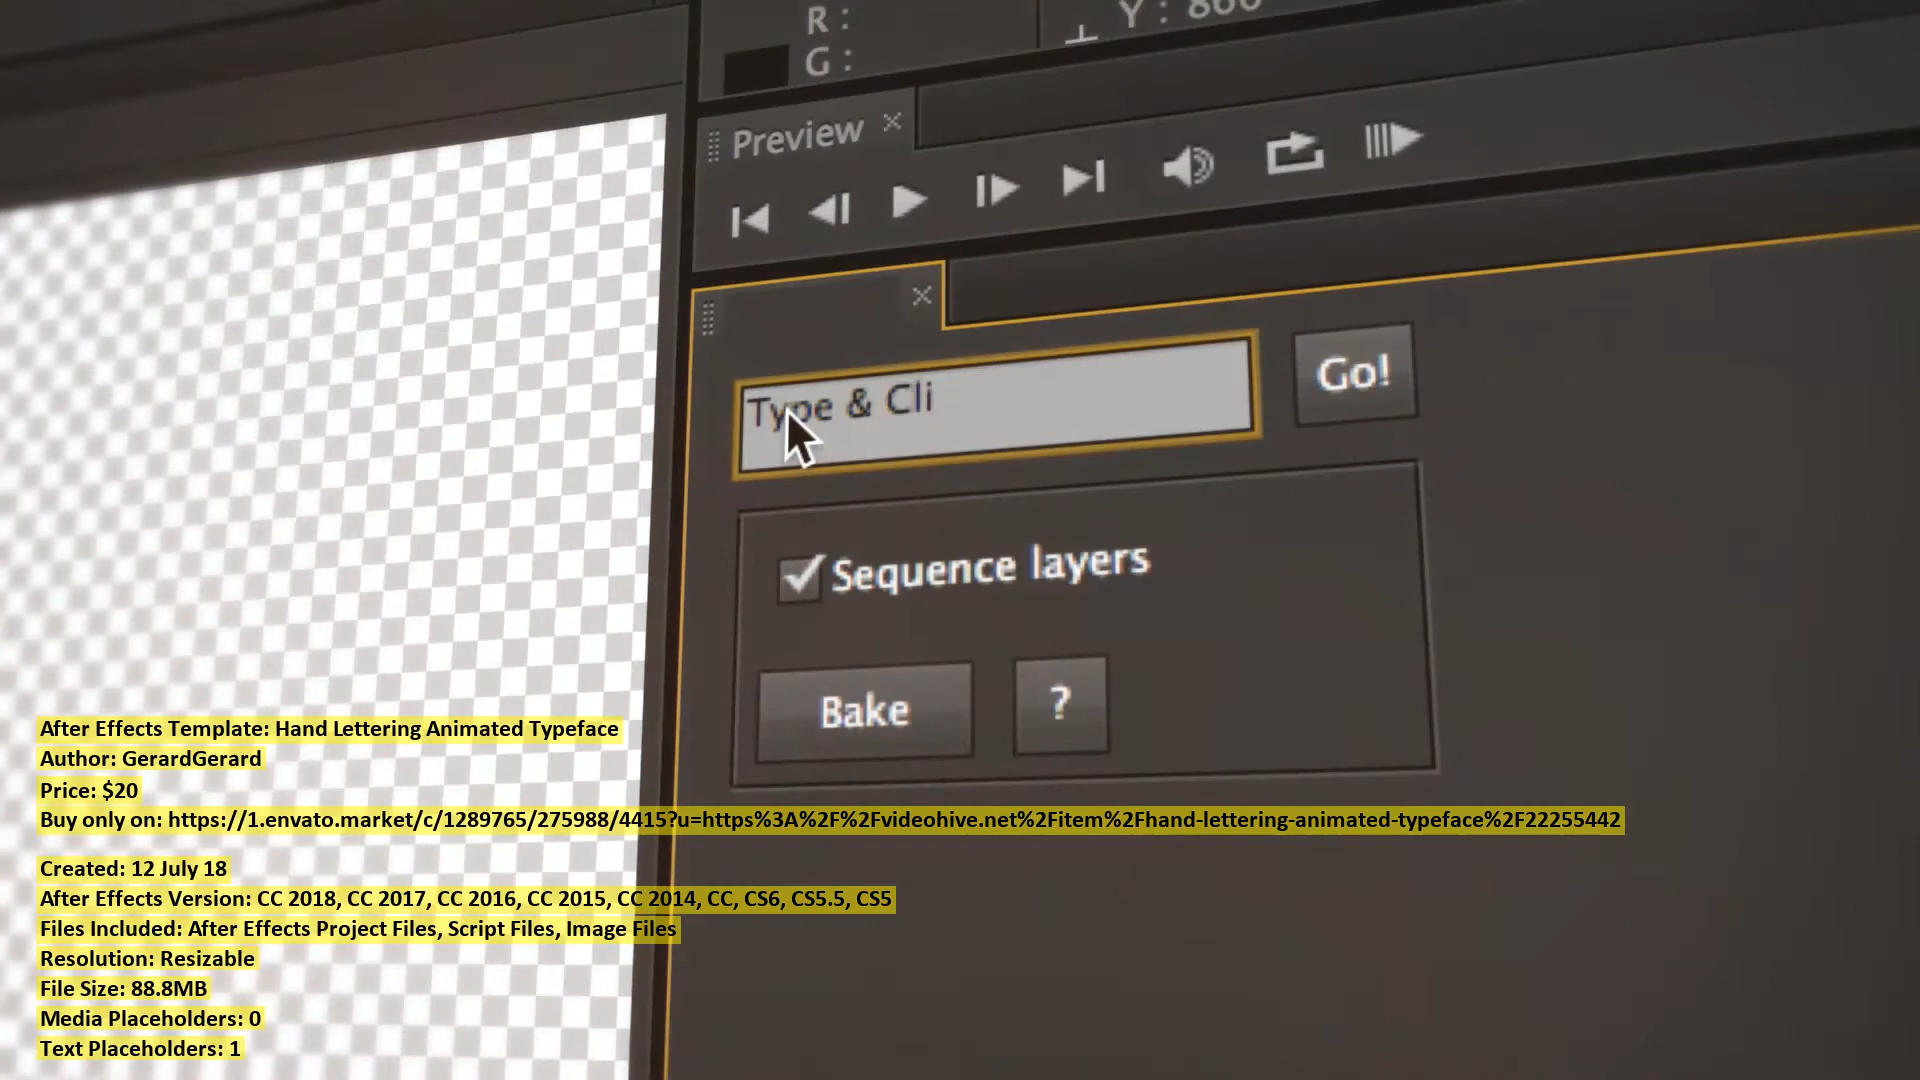 R :
G :
Y : 860
Preview
Type & Cli
Go!
Sequence layers
Bake
?
After Effects Template: Hand Lettering Animated Typeface
Author: GerardGerard
Price: $20
Buy only on: https://1.envato.market/c/1289765/275988/4415?u=https%3A%2F%2Fvideohive.net%2Fitem%2Fhand-lettering-animated-typeface%2F22255442
Created: 12 July 18
After Effects Version: CC 2018, CC 2017, CC 2016, CC 2015, CC 2014, CC, CS6, CS5.5, CS5
Files Included: After Effects Project Files, Script Files, Image Files
Resolution: Resizable
File Size: 88.8MB
Media Placeholders: 0
Text Placeholders: 1